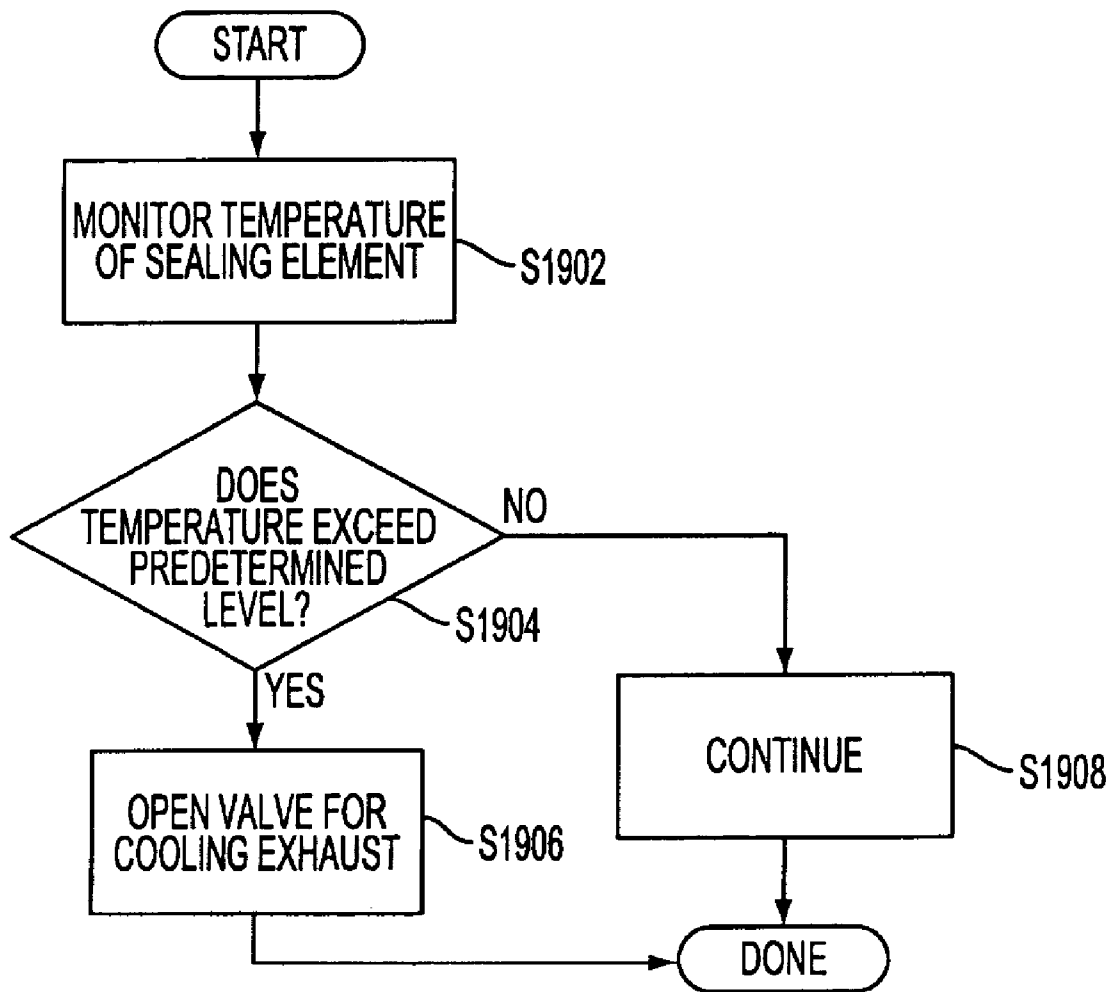 START
MONITOR TEMPERATURE
OF SEALING ELEMENT
S1902
DOES
TEMPERATURE EXCEED
PREDETERMINED
LEVEL?
NO
S1904
YES
OPEN VALVE FOR
COOLING EXHAUST
S1906
CONTINUE
S1908
DONE